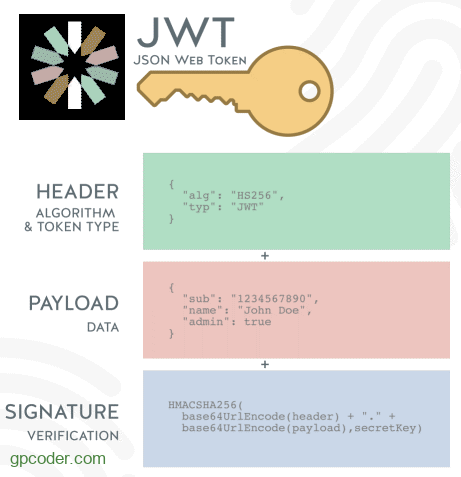 JWT
JSON Web Token
HEADER
ALGORITHM
& TOKEN TYPE
{
"alg": "HS256",
"typ": "JWT"
}
+
PAYLOAD
DATA
{
"sub": "1234567890",
"name": "John Doe",
"admin": true
}
+
SIGNATURE
VERIFICATION
HMACSHA256(
base64UrlEncode(header) + "." +
base64UrlEncode(payload),secretKey)
gpcoder.com